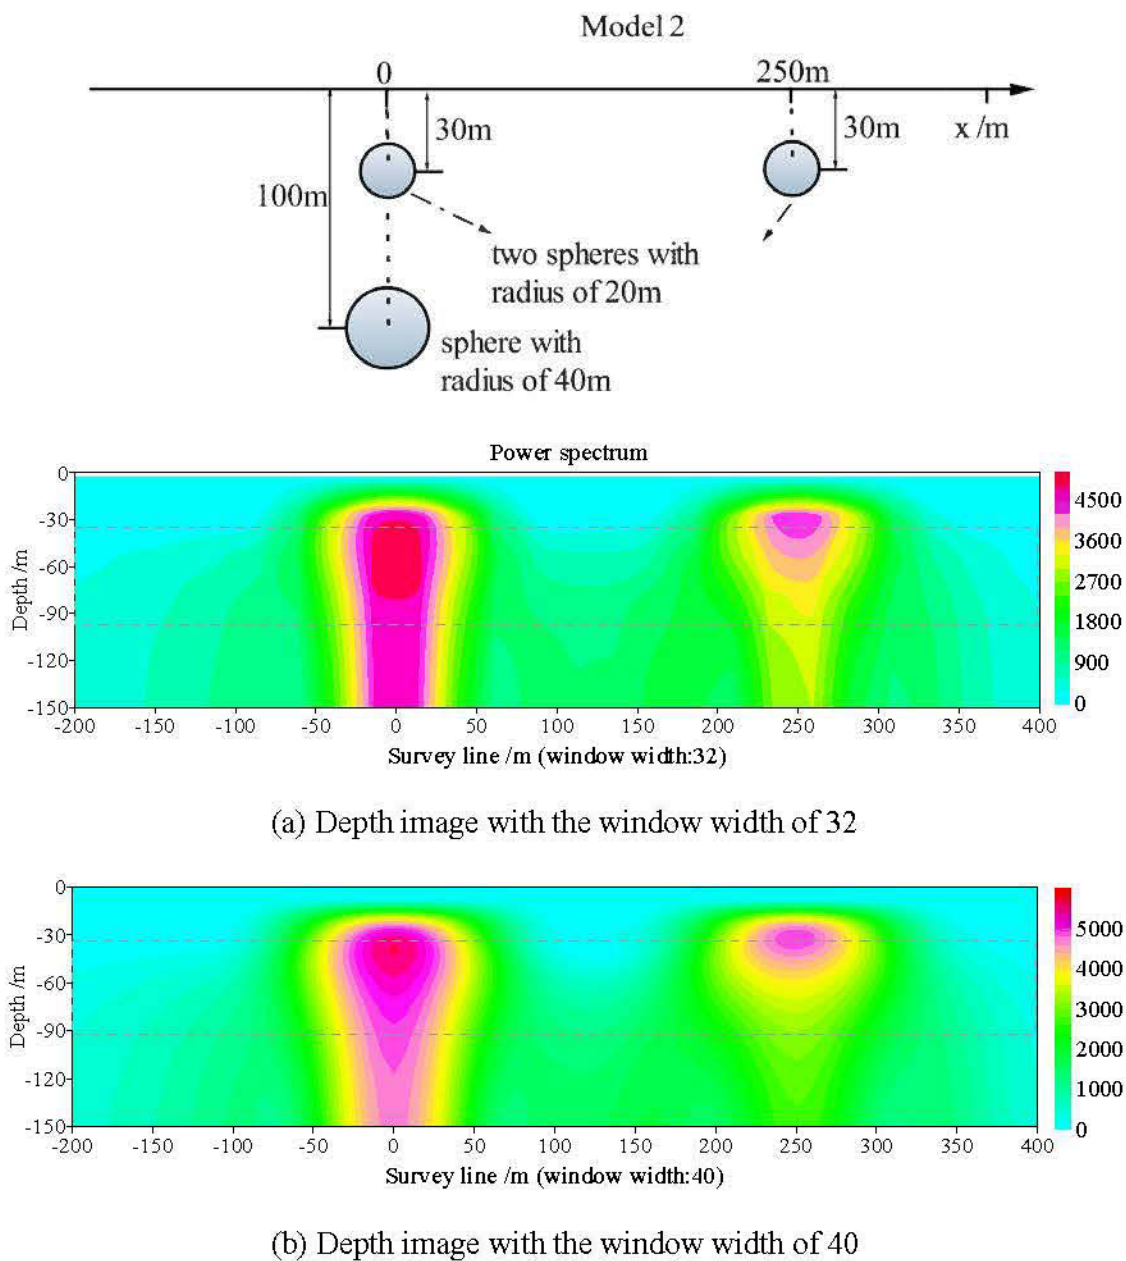 Model 2
0
250m
30m
30m
x /m
100m
two spheres with
radius of 20m
sphere with
radius of 40m
Power spectrum
0
-30
-60
-90
-120
-150
Depth /m
-200 -150 -100 -50 0 50 100 150 200 250 300 350 400
4500
3600
2700
1800
900
0
Survey line /m (window width:32)
(a) Depth image with the window width of 32
0
-30
-60
-90
-120
-150
Depth /m
-200 -150 -100 -50 0 50 100 150 200 250 300 350 400
5000
4000
3000
2000
1000
0
Survey line /m (window width:40)
(b) Depth image with the window width of 40